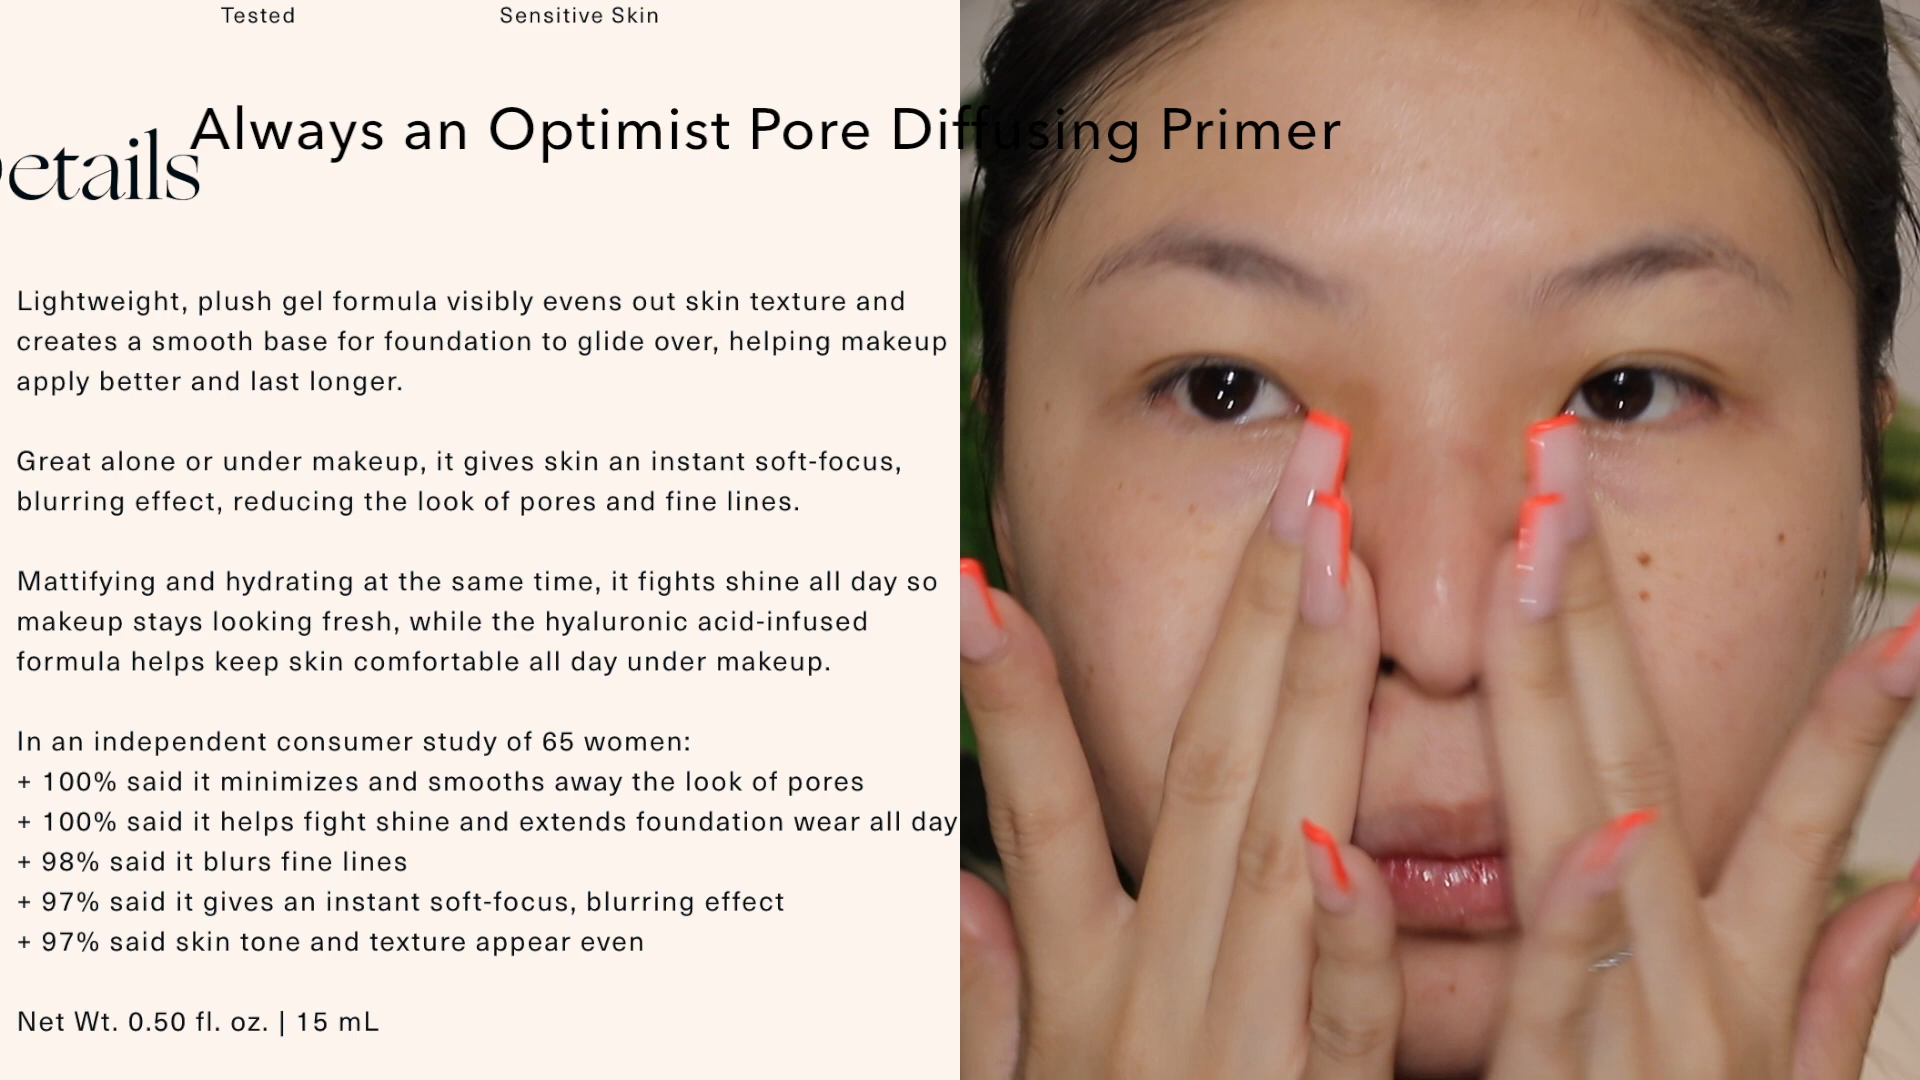 Tested
Sensitive Skin
Always an Optimist Pore Diffusing Primer
etails
Lightweight, plush gel formula visibly evens out skin texture and
creates a smooth base for foundation to glide over, helping makeup
apply better and last longer.
Great alone or under makeup, it gives skin an instant soft-focus,
blurring effect, reducing the look of pores and fine lines.
Mattifying and hydrating at the same time, it fights shine all day so
makeup stays looking fresh, while the hyaluronic acid-infused
formula helps keep skin comfortable all day under makeup.
In an independent consumer study of 65 women:
+ 100% said it minimizes and smooths away the look of pores
+ 100% said it helps fight shine and extends foundation wear all day
+ 98% said it blurs fine lines
+ 97% said it gives an instant soft-focus, blurring effect
+ 97% said skin tone and texture appear even
Net Wt. 0.50 fl. oz. | 15 mL